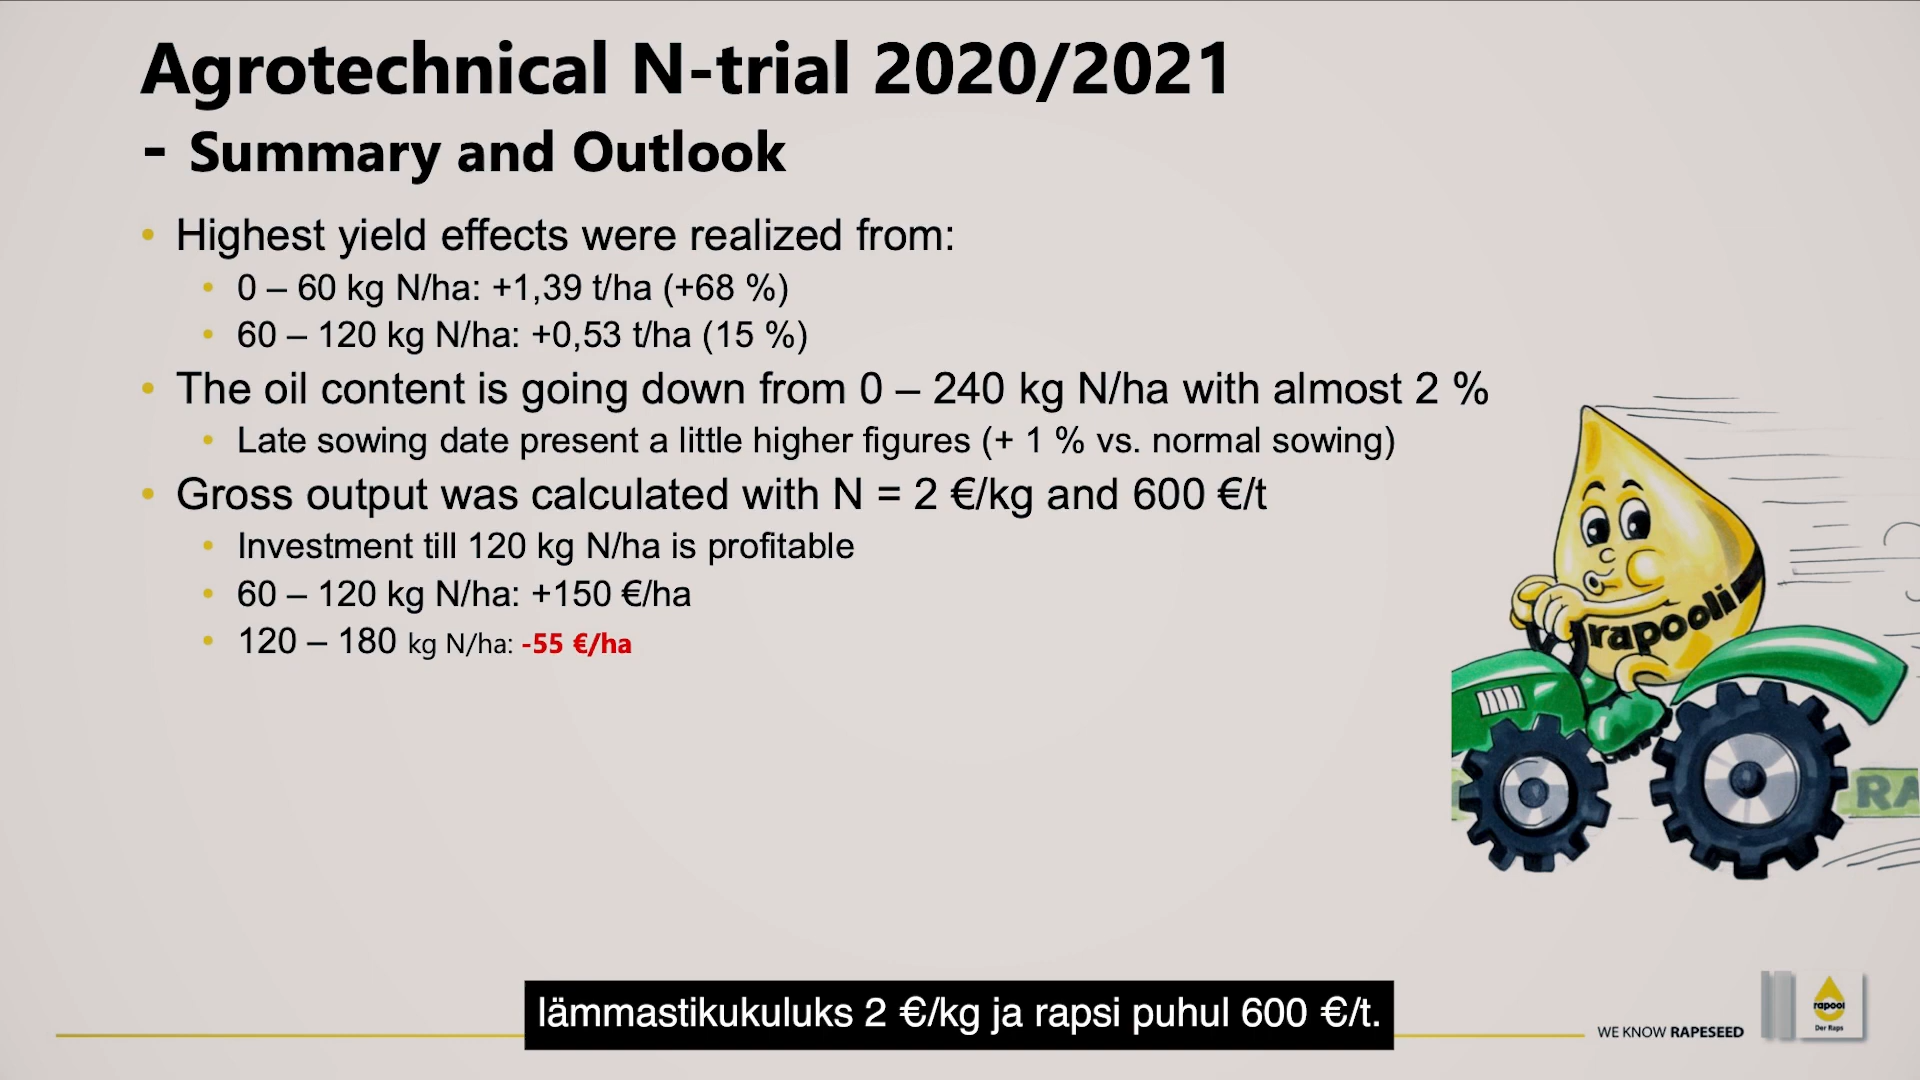 Agrotechnical N-trial 2020/2021
- Summary and Outlook
• Highest yield effects were realized from:
• 0 – 60 kg N/ha: +1,39 t/ha (+68 %)
• 60 – 120 kg N/ha: +0,53 t/ha (15 %)
• The oil content is going down from 0 – 240 kg N/ha with almost 2 %
• Late sowing date present a little higher figures (+ 1 % vs. normal sowing)
• Gross output was calculated with N = 2 €/kg and 600 €/t
• Investment till 120 kg N/ha is profitable
• 60 – 120 kg N/ha: +150 €/ha
• 120 – 180 kg N/ha: -55 €/ha
rapooli
RA
lämmastikukuluks 2 €/kg ja rapsi puhul 600 €/t.
WE KNOW RAPESEED
rapool
Der Raps